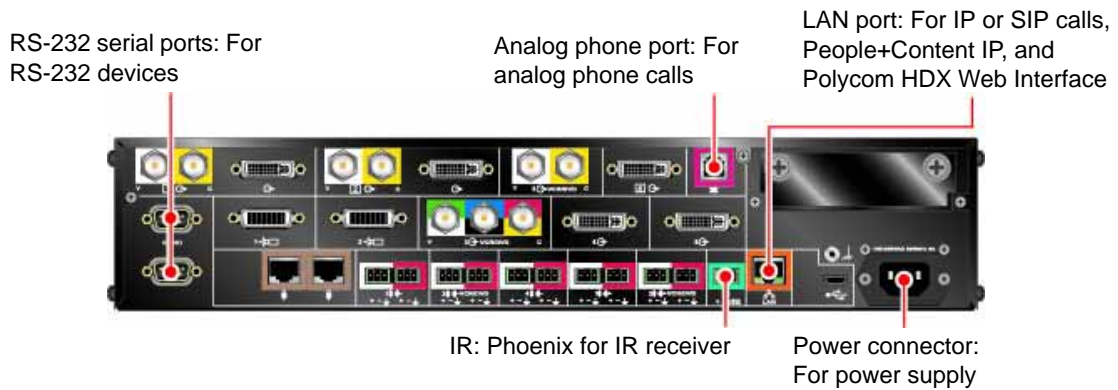 LAN port: For IP or SIP calls,
People+Content IP, and
Polycom HDX Web Interface
RS-232 serial ports: For
RS-232 devices
Analog phone port: For
analog phone calls
LAN
IR: Phoenix for IR receiver
Power connector:
For power supply